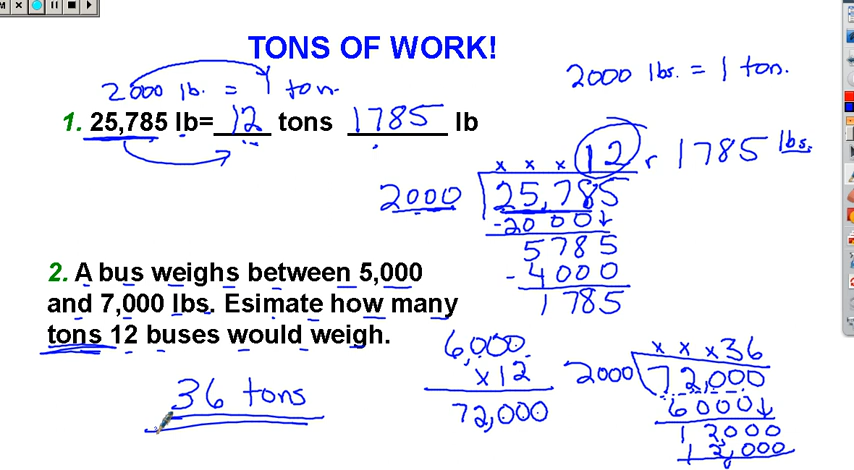 TONS OF WORK!
2000 lb. = 1 ton.
2000 lbs. = 1 ton.
1. 25,785 lb=12 tons 1785 lb
x x x 12 r 1785 lbs.
2000 25,785
-2000↓
5785
- 4000
1785
2. A bus weighs between 5,000
and 7,000 lbs. Esimate how many
tons 12 buses would weigh.
36 tons
6,000
x12
72,000
x x x36
2000 72,000
6000↓
12000
12,000